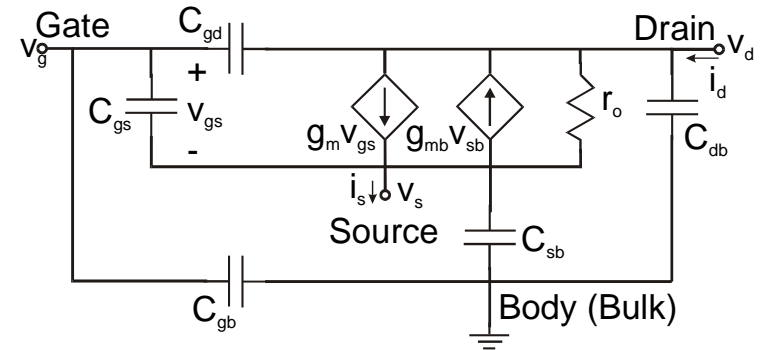 Gate
v_g
C_gd
Drain
v_d
i_d
+
C_gs
v_gs
-
g_m v_gs
g_mb v_sb
r_o
C_db
i_s
v_s
Source
C_sb
C_gb
Body (Bulk)